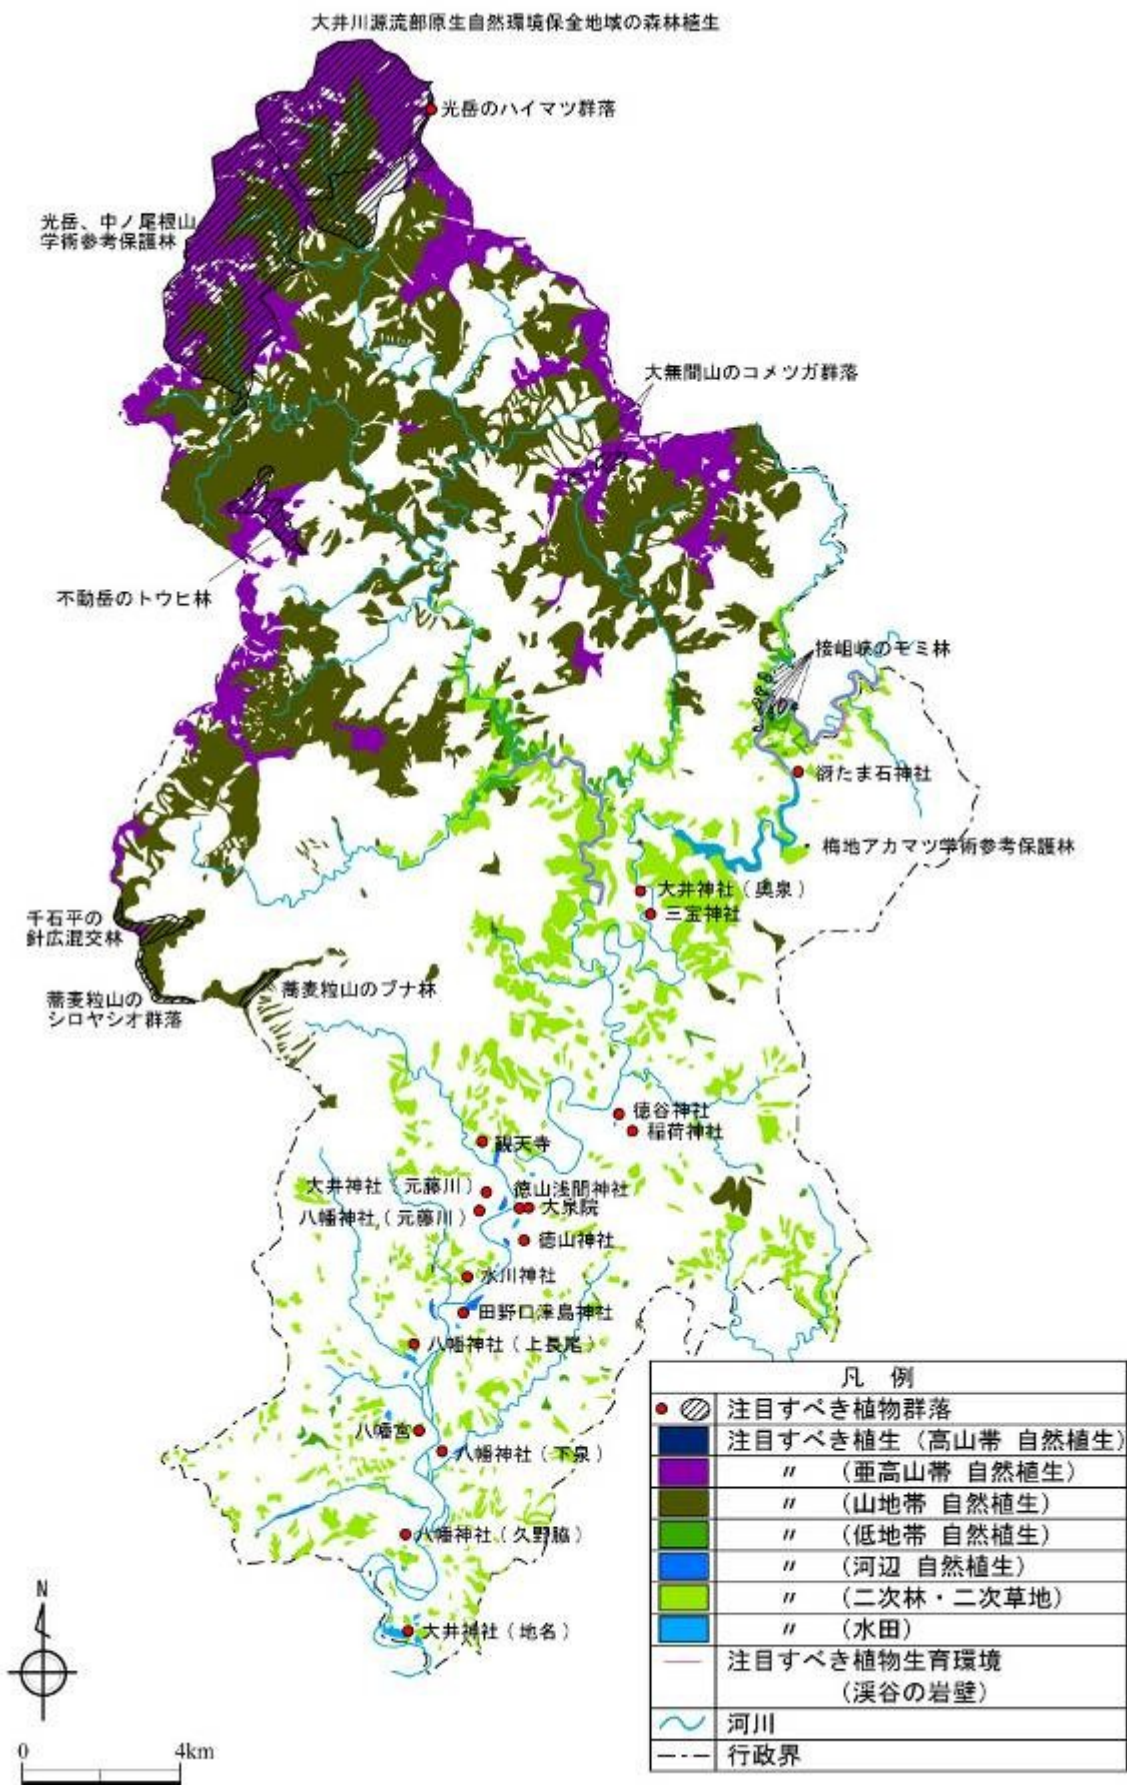 大井川源流部原生自然環境保全地域の森林植生
光岳のハイマツ群落
光岳、中ノ尾根山
学術参考保護林
大無間山のコメツガ群落
不動岳のトウヒ林
接岨峡のモミ林
谺たま石神社
梅地アカマツ学術参考保護林
大井神社(奥泉)
三宝神社
千石平の
針広混交林
蕎麦粒山の
シロヤシオ群落
蕎麦粒山のブナ林
徳谷神社
稲荷神社
観天寺
大井神社(元藤川)
徳山浅間神社
八幡神社(元藤川)
大泉院
徳山神社
氷川神社
田野口津島神社
八幡神社(上長尾)
八幡宮
八幡神社(下泉)
八幡神社(久野脇)
大井神社(地名)
凡 例
注目すべき植物群落
注目すべき植生(高山帯 自然植生)
〃 (亜高山帯 自然植生)
〃 (山地帯 自然植生)
〃 (低地帯 自然植生)
〃 (河辺 自然植生)
〃 (二次林・二次草地)
〃 (水田)
注目すべき植物生育環境
(渓谷の岩壁)
河川
行政界
N
0 4km